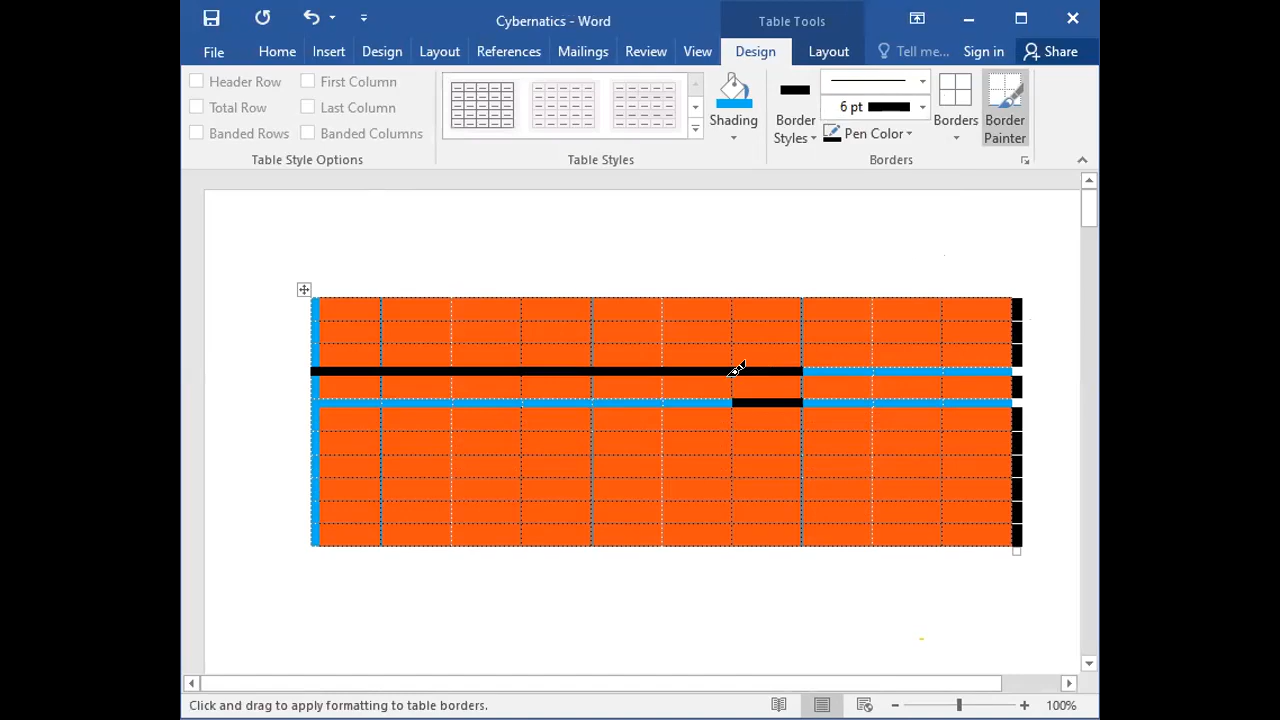 Cybernatics - Word
Table Tools
File
Home
Insert
Design
Layout
References
Mailings
Review
View
Design
Layout
Tell me...
Sign in
Share
Header Row
First Column
Total Row
Last Column
Banded Rows
Banded Columns
Table Style Options
Table Styles
Shading
Border
Styles
6 pt
Pen Color
Borders
Border
Painter
Borders
Click and drag to apply formatting to table borders.
100%